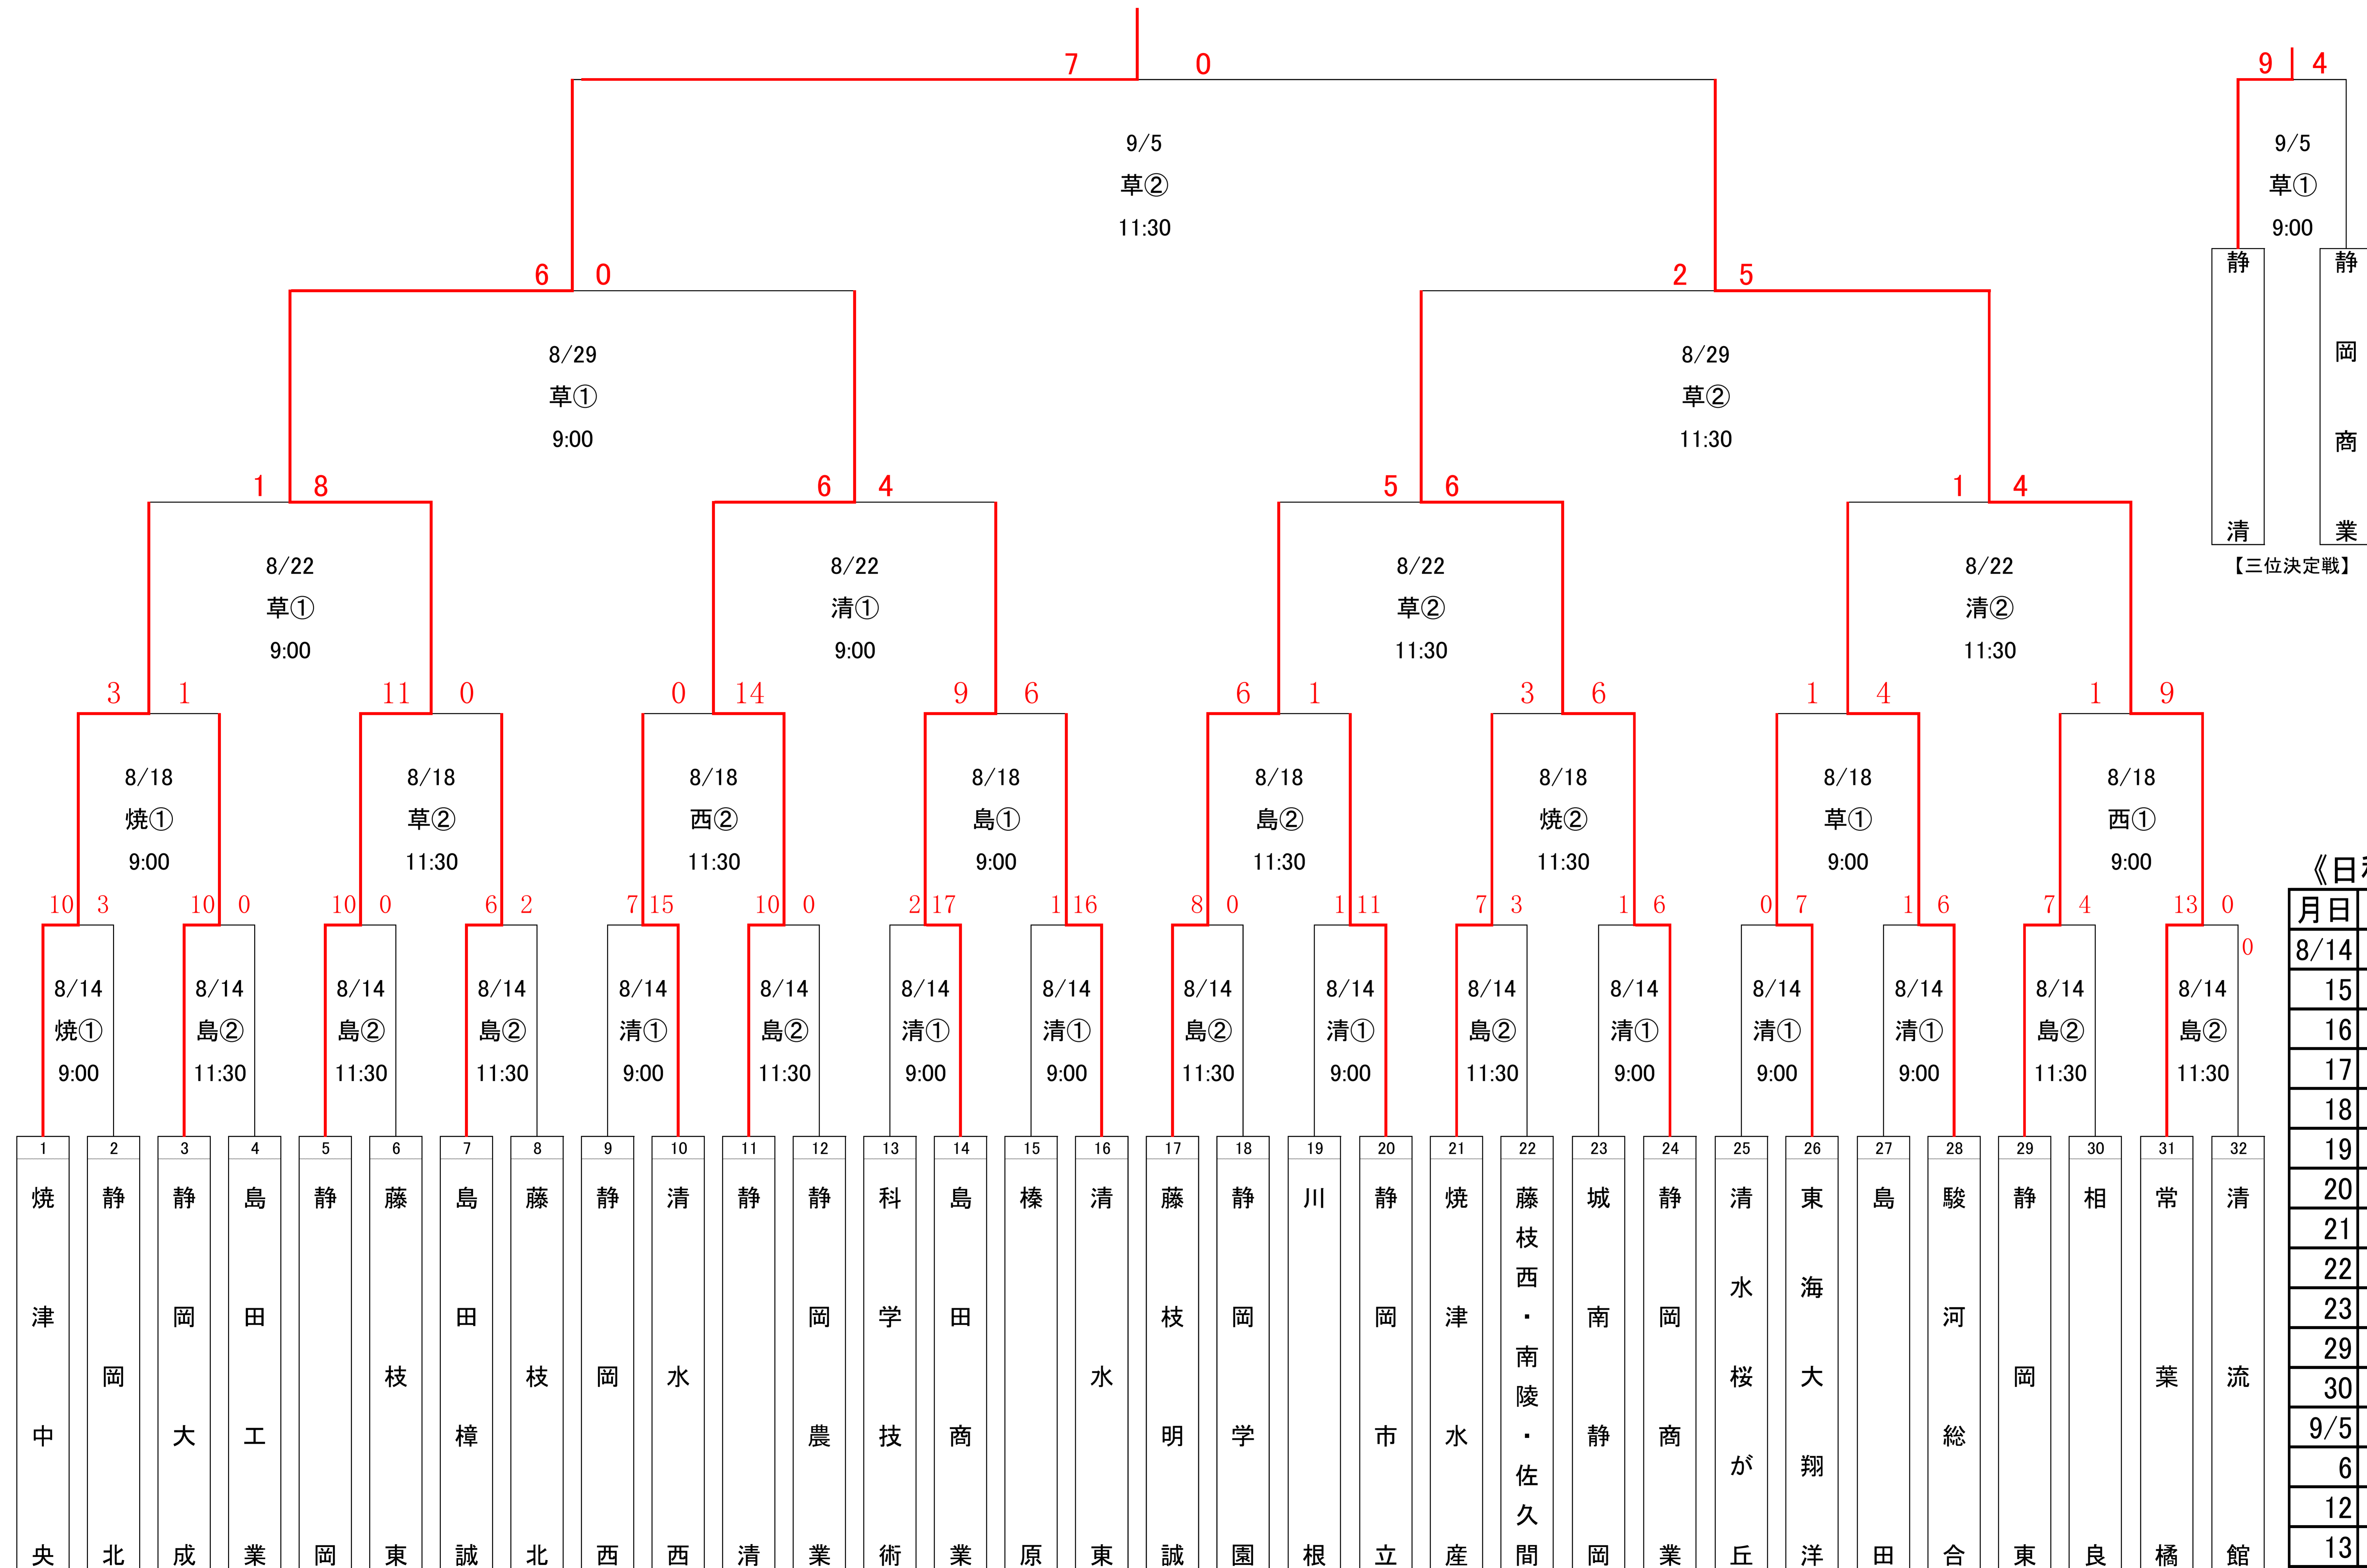 7 0
9 4
9/5
草②
11:30
9/5
草①
9:00
静清
静岡商業
【三位決定戦】
6 0
2 5
8/29
草①
9:00
8/29
草②
11:30
1 8
6 4
5 6
1 4
8/22
草①
9:00
8/22
清①
9:00
8/22
草②
11:30
8/22
清②
11:30
3 1
11 0
0 14
9 6
6 1
3 6
1 4
1 9
8/18
焼①
9:00
8/18
草②
11:30
8/18
西②
11:30
8/18
島①
9:00
8/18
島②
11:30
8/18
焼②
11:30
8/18
草①
9:00
8/18
西①
9:00
10 3
10 0
10 0
6 2
7 15
10 0
2 17
1 16
8 0
1 11
7 3
1 6
0 7
1 6
7 4
13 0
0
8/14
焼①
9:00
8/14
島②
11:30
8/14
島②
11:30
8/14
島②
11:30
8/14
清①
9:00
8/14
島②
11:30
8/14
清①
9:00
8/14
清①
9:00
8/14
島②
11:30
8/14
清①
9:00
8/14
島②
11:30
8/14
清①
9:00
8/14
清①
9:00
8/14
清①
9:00
8/14
島②
11:30
8/14
島②
11:30
1 焼津中央
2 静岡北
3 静岡大成
4 島田工業
5 静岡
6 藤枝東
7 島田樟誠
8 藤枝北
9 静岡西
10 清水西
11 静清
12 静岡農業
13 科学技術
14 島田商業
15 榛原
16 清水東
17 藤枝明誠
18 静岡学園
19 川根
20 静岡市立
21 焼津水産
22 藤枝西・南陵・佐久間
23 城南静岡
24 静岡商業
25 清水桜が丘
26 東海大翔洋
27 島田
28 駿河総合
29 静岡東
30 相良
31 常葉橘
32 清流館
《日
月日
8/14
15
16
17
18
19
20
21
22
23
29
30
9/5
6
12
13